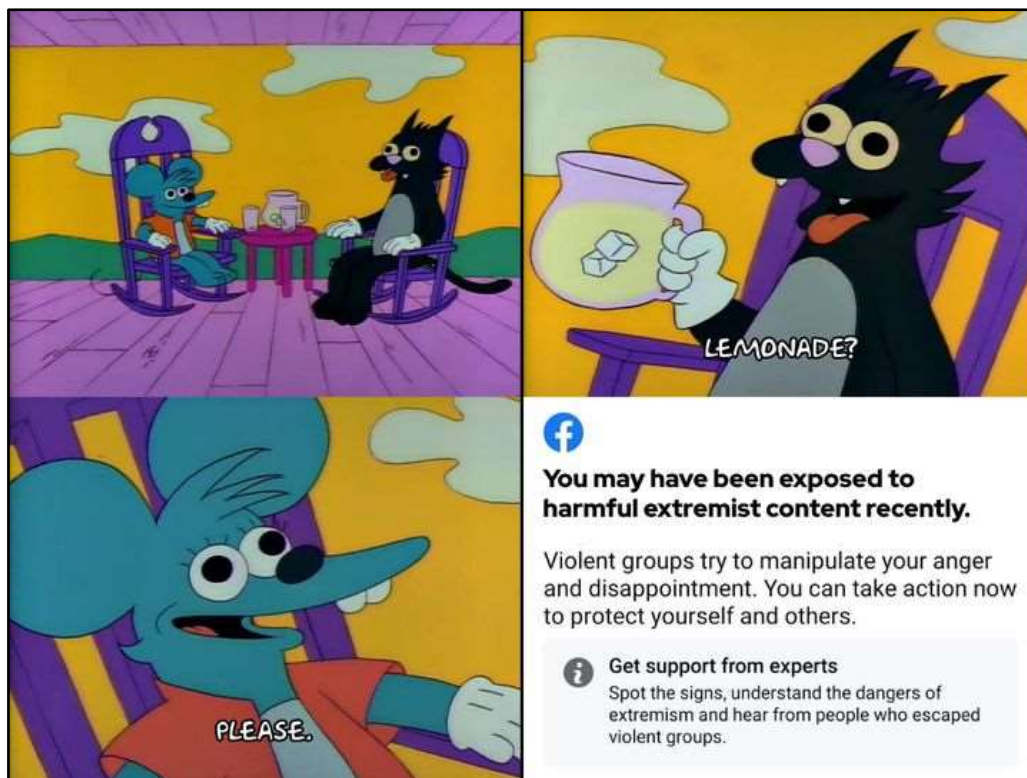 LEMONADE?
PLEASE.
You may have been exposed to
harmful extremist content recently.
Violent groups try to manipulate your anger
and disappointment. You can take action now
to protect yourself and others.
Get support from experts
Spot the signs, understand the dangers of
extremism and hear from people who escaped
violent groups.